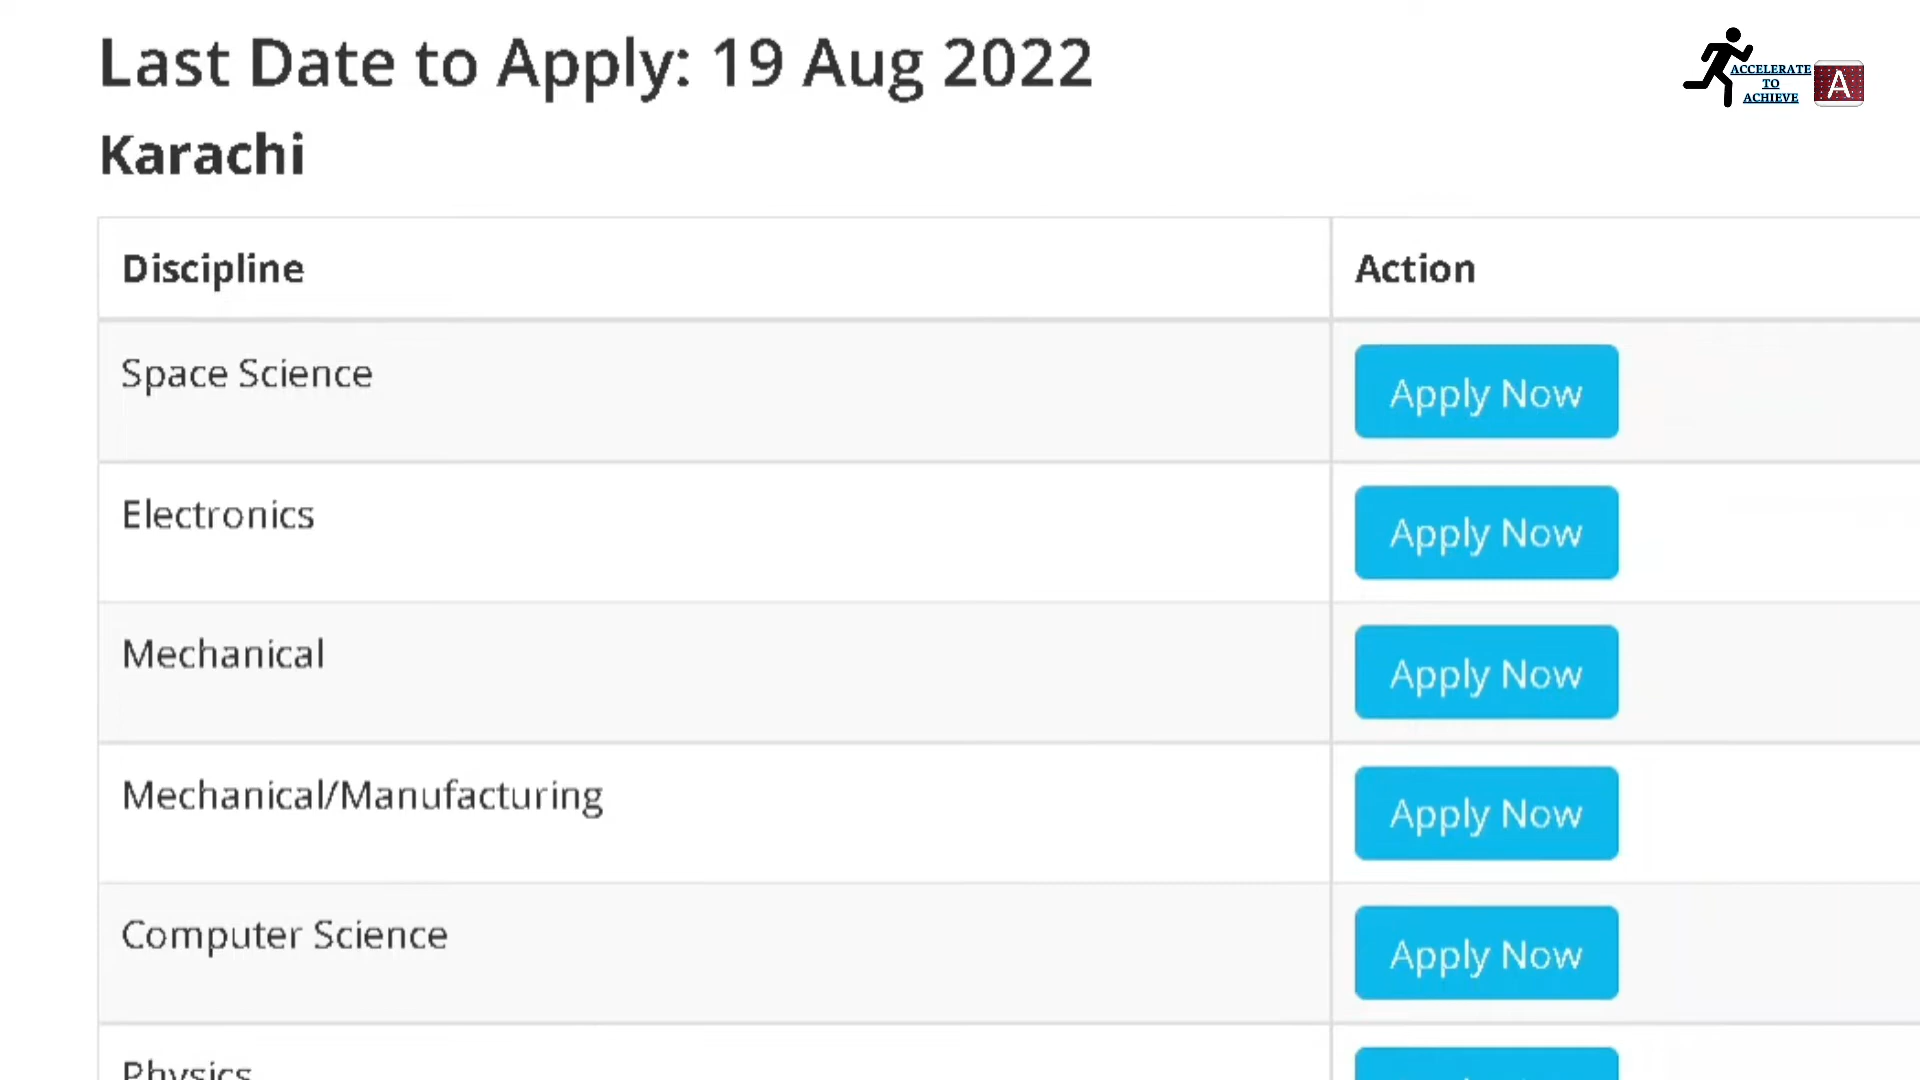 Last Date to Apply: 19 Aug 2022
ACCELERATE
TO
ACHIEVE
A
Karachi
Discipline Action
Space Science Apply Now
Electronics Apply Now
Mechanical Apply Now
Mechanical/Manufacturing Apply Now
Computer Science Apply Now
Physics